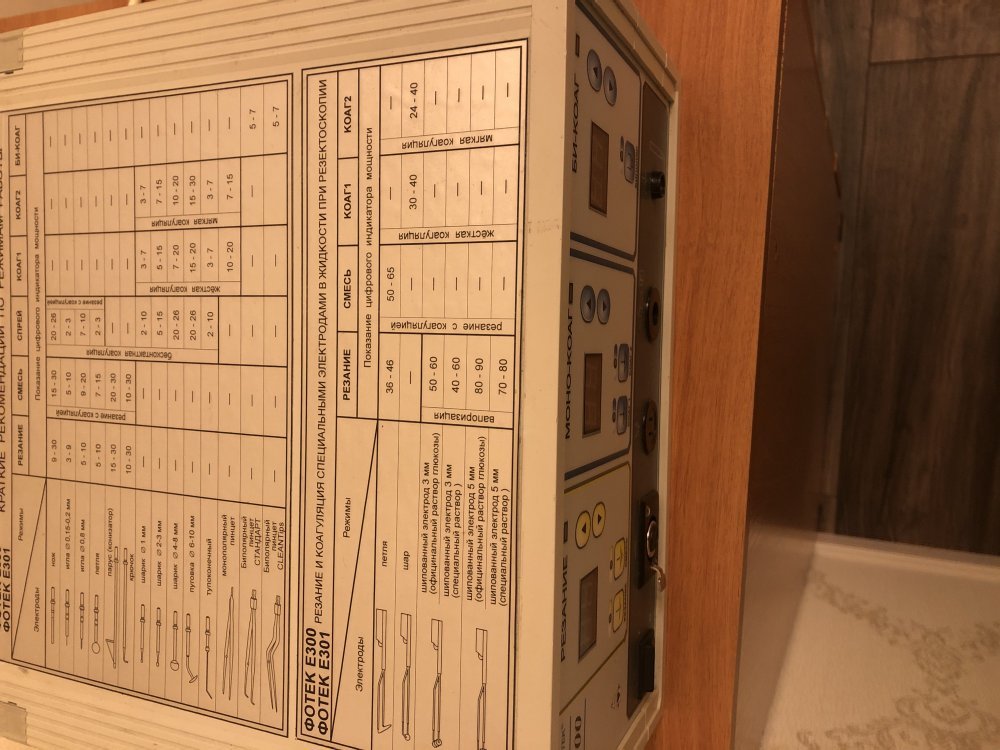 КРАТКИЕ РЕКОМЕНДАЦИИ ПО РЕЖИМАМ РАБОТЫ
ФОТЕК Е301
Электроды Режимы РЕЗАНИЕ СМЕСЬ СПРЕЙ КОАГ1 КОАГ2 БИ-КОАГ
Показание цифрового индикатора мощности
нож 9 - 30 15 - 30 20 - 26 — — —
игла ∅ 0,15-0,2 мм 3 - 9 5 - 10 2 - 3 — — —
игла ∅ 0,8 мм 5 - 10 9 - 20 7 - 10 — — —
петля 5 - 10 7 - 15 2 - 3 — — —
парус (конизатор) 15 - 30 20 - 30 — — — —
крючок 10 - 30 10 - 30 — — — —
резание с коагуляцией
резание с коагуляцией
шарик ∅ 1 мм — — 2 - 10 3 - 7 3 - 7 —
шарик ∅ 2-3 мм — — 5 - 15 5 - 15 7 - 15 —
шарик ∅ 4-8 мм — — 20 - 26 7 - 20 10 - 20 —
пуговка ∅ 6-10 мм — — 20 - 26 15 - 20 15 - 30 —
тупоконечный — — 2 - 10 3 - 7 3 - 7 —
монополярный пинцет — — — 10 - 20 7 - 15 —
бесконтактная коагуляция
жёсткая коагуляция
мягкая коагуляция
Биполярный пинцет СТАНДАРТ — — — — — 5 - 7
Биполярный пинцет CLEANTips — — — — — 5 - 7
ФОТЕК Е300
ФОТЕК Е301
РЕЗАНИЕ И КОАГУЛЯЦИЯ СПЕЦИАЛЬНЫМИ ЭЛЕКТРОДАМИ В ЖИДКОСТИ ПРИ РЕЗЕКТОСКОПИИ
Электроды Режимы РЕЗАНИЕ СМЕСЬ КОАГ1 КОАГ2
Показание цифрового индикатора мощности
петля 36 - 46 50 - 65 — —
шар — — 30 - 40 24 - 40
шипованный электрод 3 мм
(официнальный раствор глюкозы) 50 - 60 — — —
шипованный электрод 3 мм
(специальный раствор ) 40 - 60 — — —
шипованный электрод 5 мм
(официнальный раствор глюкозы) 80 - 90 — — —
шипованный электрод 5 мм
(специальный раствор ) 70 - 80 — — —
вапоризация
резание с коагуляцией
жёсткая коагуляция
мягкая коагуляция
РЕЗАНИЕ
МОНО-КОАГ
БИ-КОАГ